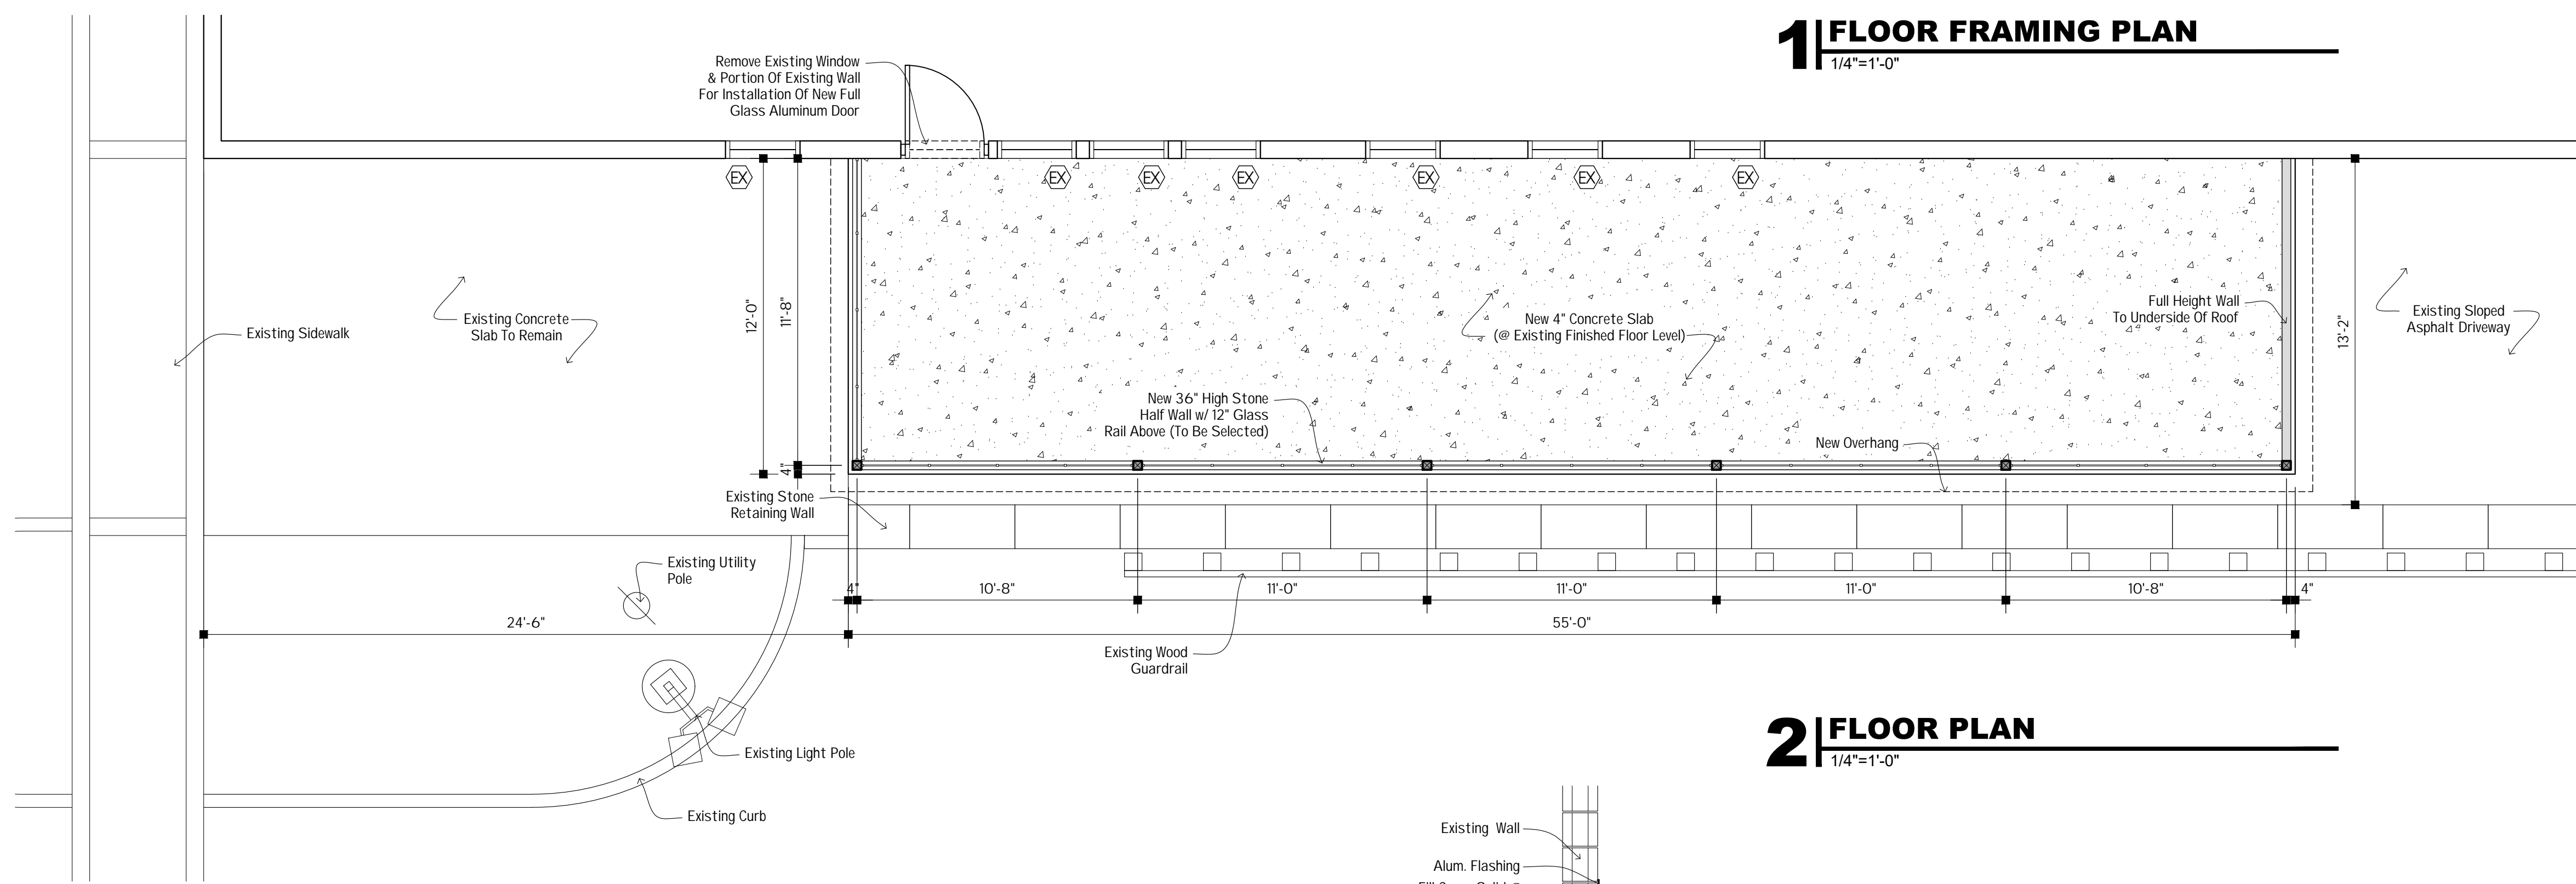 1 FLOOR FRAMING PLAN
1/4"=1'-0"
Remove Existing Window
& Portion Of Existing Wall
For Installation Of New Full
Glass Aluminum Door
EX
EX
EX
EX
EX
EX
EX
12'-0"
11'-8"
4"
Existing Sidewalk
Existing Concrete
Slab To Remain
New 4" Concrete Slab
(@ Existing Finished Floor Level)
Full Height Wall
To Underside Of Roof
13'-2"
Existing Sloped
Asphalt Driveway
New 36" High Stone
Half Wall w/ 12" Glass
Rail Above (To Be Selected)
New Overhang
Existing Stone
Retaining Wall
Existing Utility
Pole
4"
10'-8"
11'-0"
11'-0"
11'-0"
10'-8"
4"
24'-6"
55'-0"
Existing Wood
Guardrail
2 FLOOR PLAN
1/4"=1'-0"
Existing Light Pole
Existing Curb
Existing Wall
Alum. Flashing